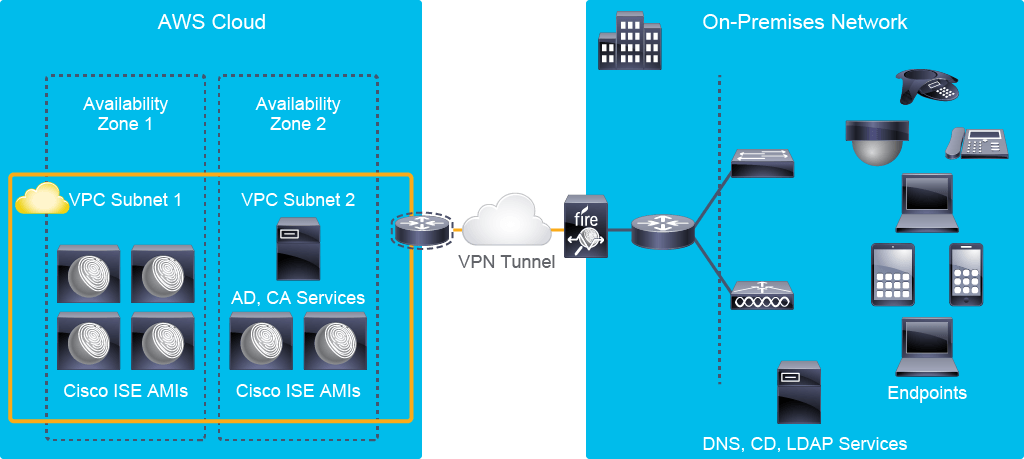 AWS Cloud
On-Premises Network
Availability
Zone 1
Availability
Zone 2
VPC Subnet 1
VPC Subnet 2
fire
VPN Tunnel
AD, CA Services
Cisco ISE AMIs
Cisco ISE AMIs
Endpoints
DNS, CD, LDAP Services